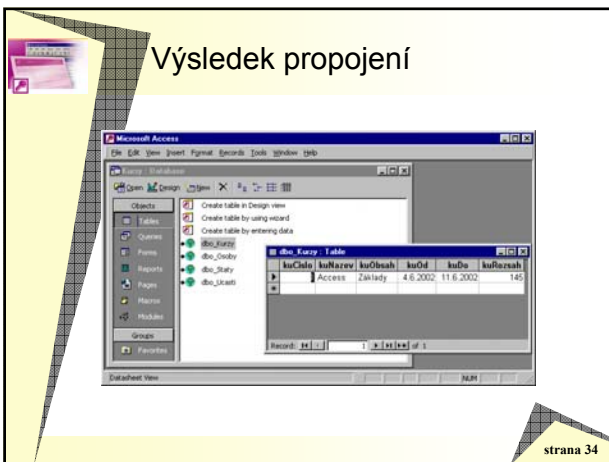 Výsledek propojení
Microsoft Access
File Edit View Insert Format Records Tools Window Help
Kurzy : Database
Open Design New
Objects
Tables
Queries
Forms
Reports
Pages
Macros
Modules
Groups
Favorites
Create table in Design view
Create table by using wizard
Create table by entering data
dbo_Kurzy
dbo_Osoby
dbo_Staty
dbo_Ucasti
dbo_Kurzy : Table
kuCislo kuNazev kuObsah kuOd kuDo kuRozsah
1 Access Základy 4.6.2002 11.6.2002 145
Record: 1 of 1
Datasheet View NUM
strana 34